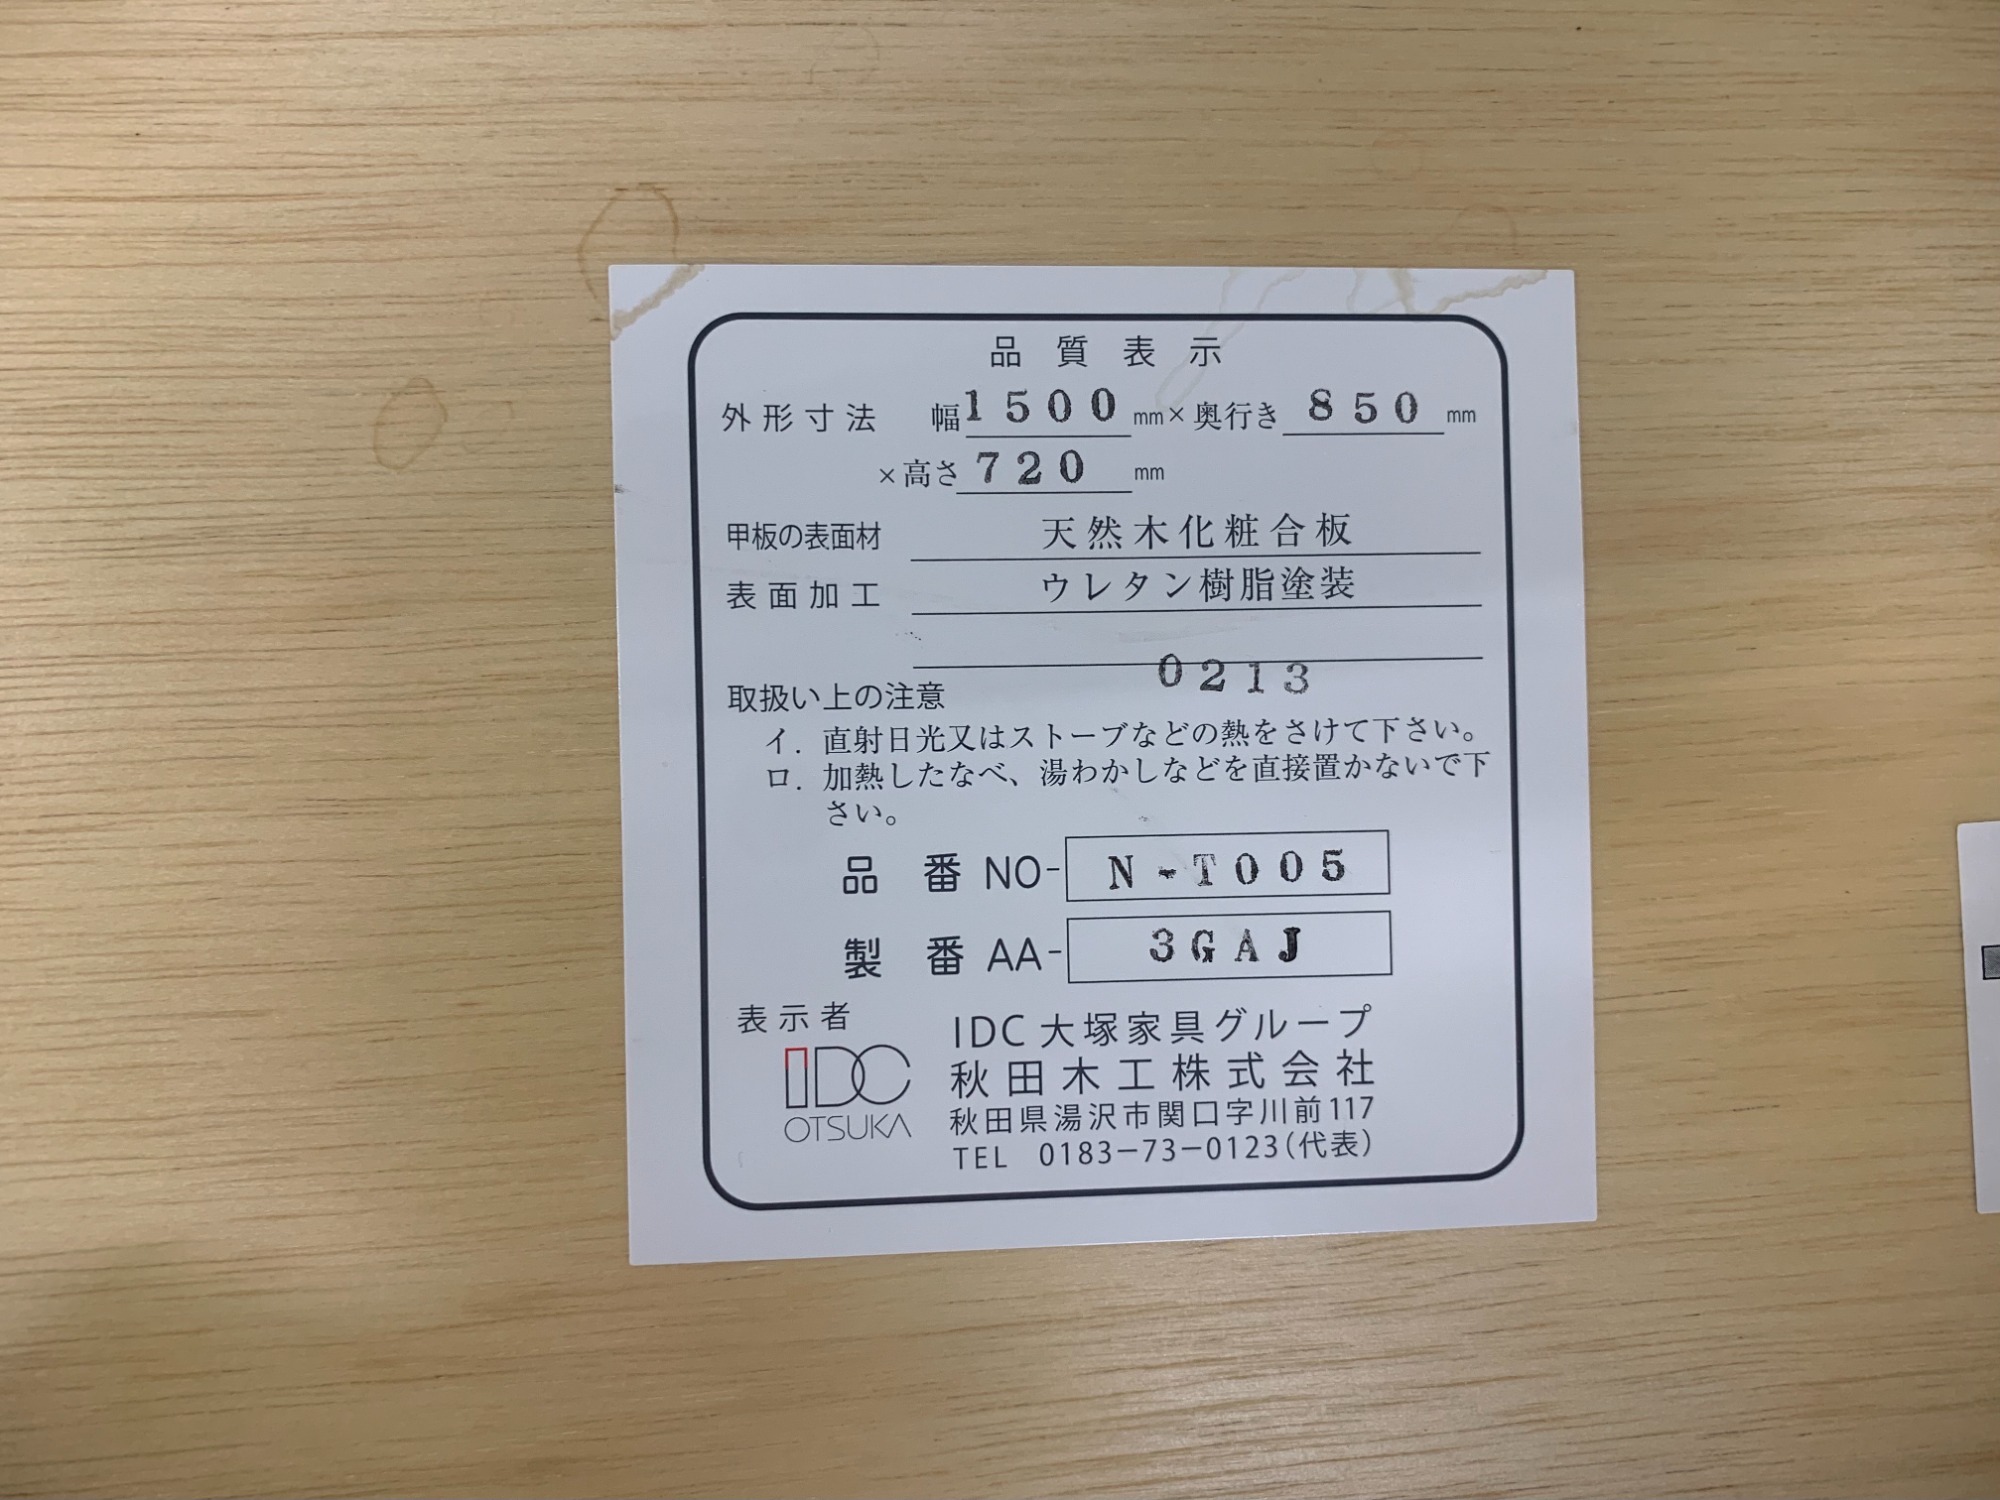 品質表示
外形寸法 幅1500mm×奥行き850mm
×高さ720mm
甲板の表面材 天然木化粧合板
表面加工 ウレタン樹脂塗装
0213
取扱い上の注意
イ．直射日光又はストーブなどの熱をさけて下さい。
ロ．加熱したなべ、湯わかしなどを直接置かないで下
さい。
品番NO- N-T005
製番AA- 3GAJ
表示者
IDC大塚家具グループ
秋田木工株式会社
IDC
OTSUKA
秋田県湯沢市関口字川前117
TEL 0183-73-0123(代表)